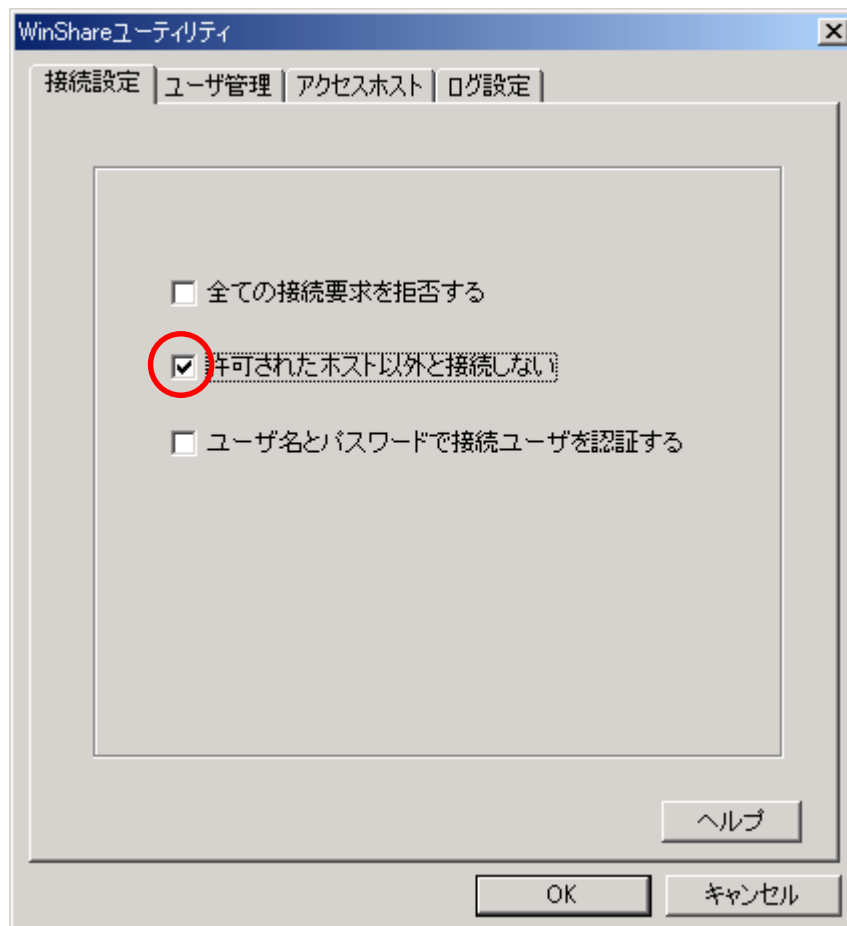 WinShareユーティリティ
接続設定 ユーザ管理 アクセスホスト ログ設定
全ての接続要求を拒否する
許可されたホスト以外と接続しない
ユーザ名とパスワードで接続ユーザを認証する
ヘルプ
OK キャンセル